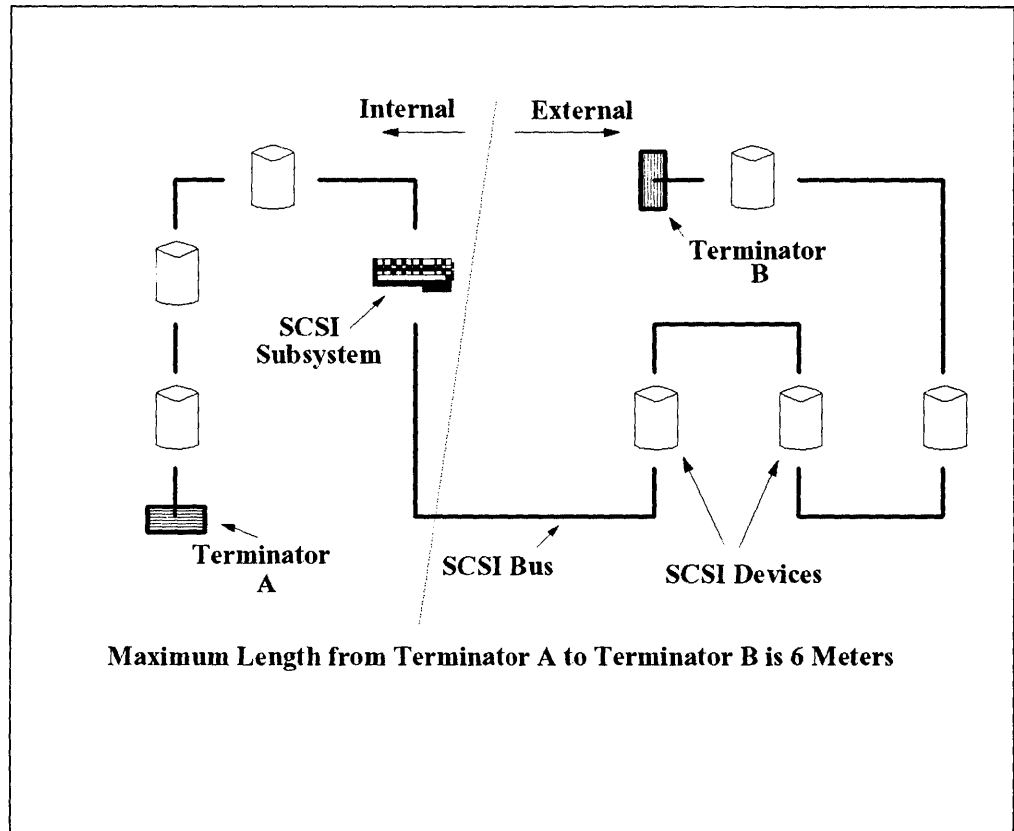 Internal
External
Terminator
B
SCSI
Subsystem
Terminator
A
SCSI Bus
SCSI Devices
Maximum Length from Terminator A to Terminator B is 6 Meters